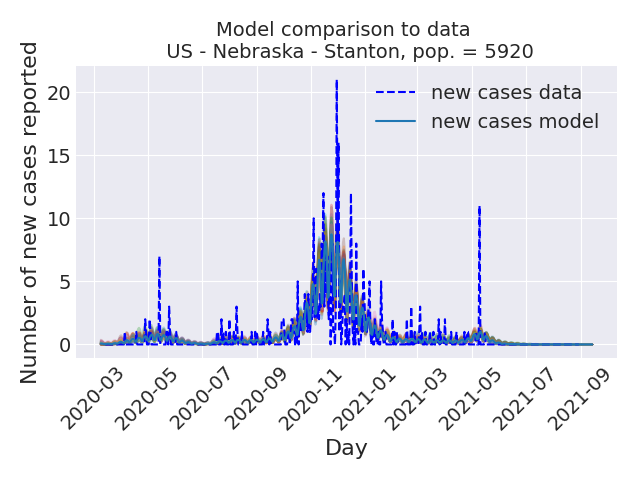 Model comparison to data
US - Nebraska - Stanton, pop. = 5920
new cases data
new cases model
Number of new cases reported
20
15
10
5
0
2020-03
2020-05
2020-07
2020-09
2020-11
2021-01
2021-03
2021-05
2021-07
2021-09
Day